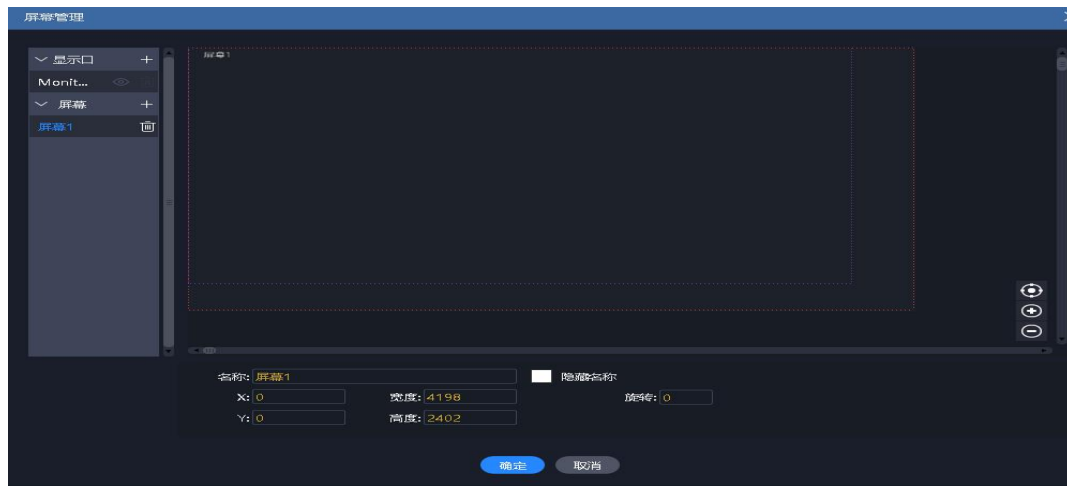 屏幕管理
显示口
Monit...
屏幕
屏幕1
屏幕1
名称: 屏幕1 隐藏名称
X: 0 宽度: 4198 旋转: 0
Y: 0 高度: 2402
确定 取消